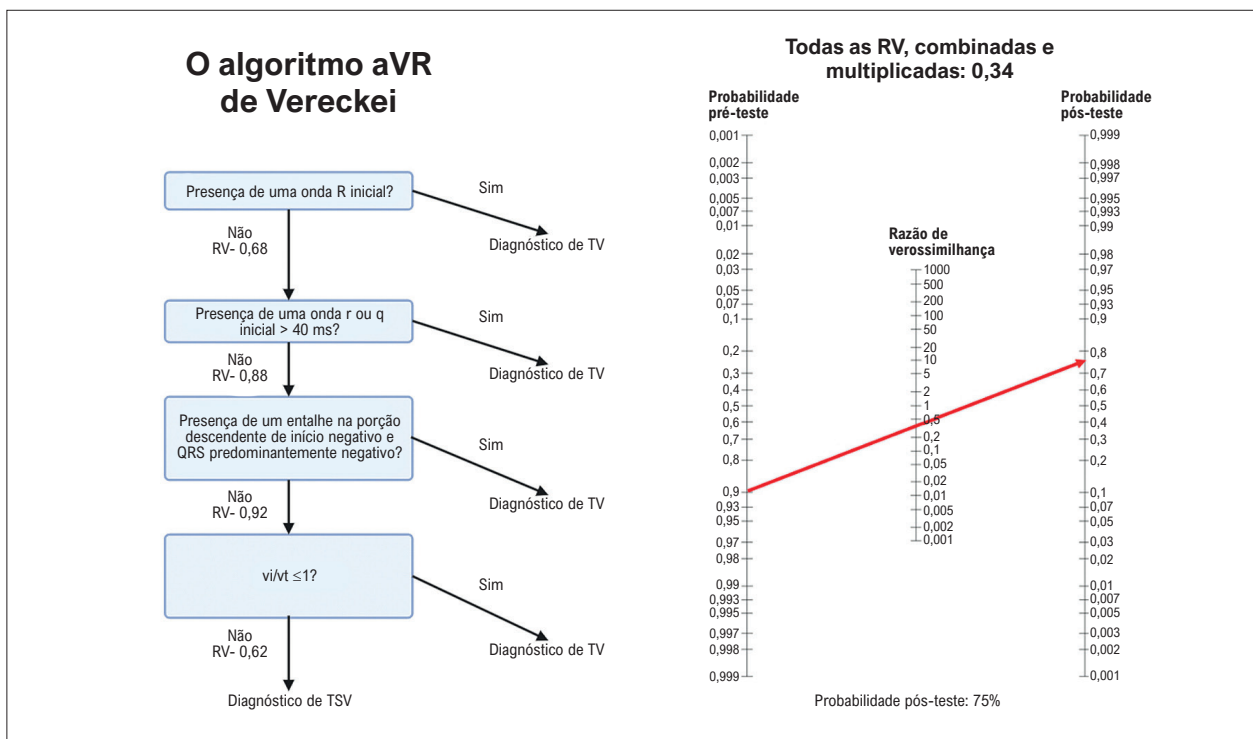 O algoritmo aVR
de Vereckei
Presença de uma onda R inicial?
Sim
Não
RV- 0,68
Diagnóstico de TV
Presença de uma onda r ou q
inicial > 40 ms?
Sim
Não
RV- 0,88
Diagnóstico de TV
Presença de um entalhe na porção
descendente de início negativo e
QRS predominantemente negativo?
Sim
Não
RV- 0,92
Diagnóstico de TV
vi/vt ≤1?
Sim
Não
RV- 0,62
Diagnóstico de TV
Diagnóstico de TSV
Todas as RV, combinadas e
multiplicadas: 0,34
Probabilidade
pré-teste
0,001
0,002
0,003
0,005
0,007
0,01
0,02
0,03
0,05
0,07
0,1
0,2
0,3
0,4
0,5
0,6
0,7
0,8
0,9
0,93
0,95
0,97
0,98
0,99
0,993
0,995
0,997
0,998
0,999
Razão de
verossimilhança
1000
500
200
100
50
20
10
5
2
1
0,5
0,2
0,1
0,05
0,02
0,01
0,005
0,002
0,001
Probabilidade
pós-teste
0,999
0,998
0,997
0,995
0,993
0,99
0,98
0,97
0,95
0,93
0,9
0,8
0,7
0,6
0,5
0,4
0,3
0,2
0,1
0,07
0,05
0,03
0,02
0,01
0,007
0,005
0,003
0,002
0,001
Probabilidade pós-teste: 75%